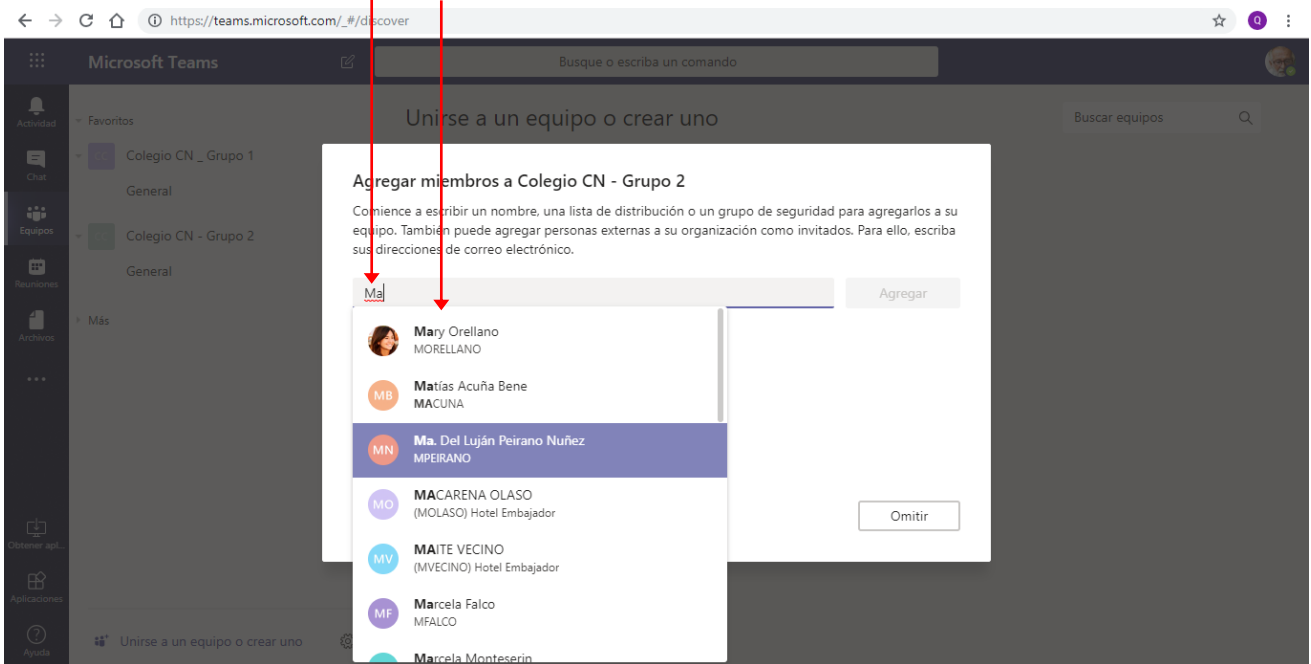 https://teams.microsoft.com/_#/discover
Q
Microsoft Teams
Busque o escriba un comando
Actividad
Favoritos
Unirse a un equipo o crear uno
Buscar equipos
CC
Colegio CN _ Grupo 1
Chat
General
Equipos
CC
Colegio CN - Grupo 2
General
Reuniones
Más
Archivos
Agregar miembros a Colegio CN - Grupo 2
Comience a escribir un nombre, una lista de distribución o un grupo de seguridad para agregarlos a su
equipo. También puede agregar personas externas a su organización como invitados. Para ello, escriba
sus direcciones de correo electrónico.
Ma
Agregar
Mary Orellano
MORELLANO
MB
Matías Acuña Bene
MACUNA
MN
Ma. Del Luján Peirano Nuñez
MPEIRANO
MO
MACARENA OLASO
(MOLASO) Hotel Embajador
MV
MAITE VECINO
(MVECINO) Hotel Embajador
MF
Marcela Falco
MFALCO
Marcela Monteserin
Omitir
Obtener apl...
Aplicaciones
Ayuda
Unirse a un equipo o crear uno